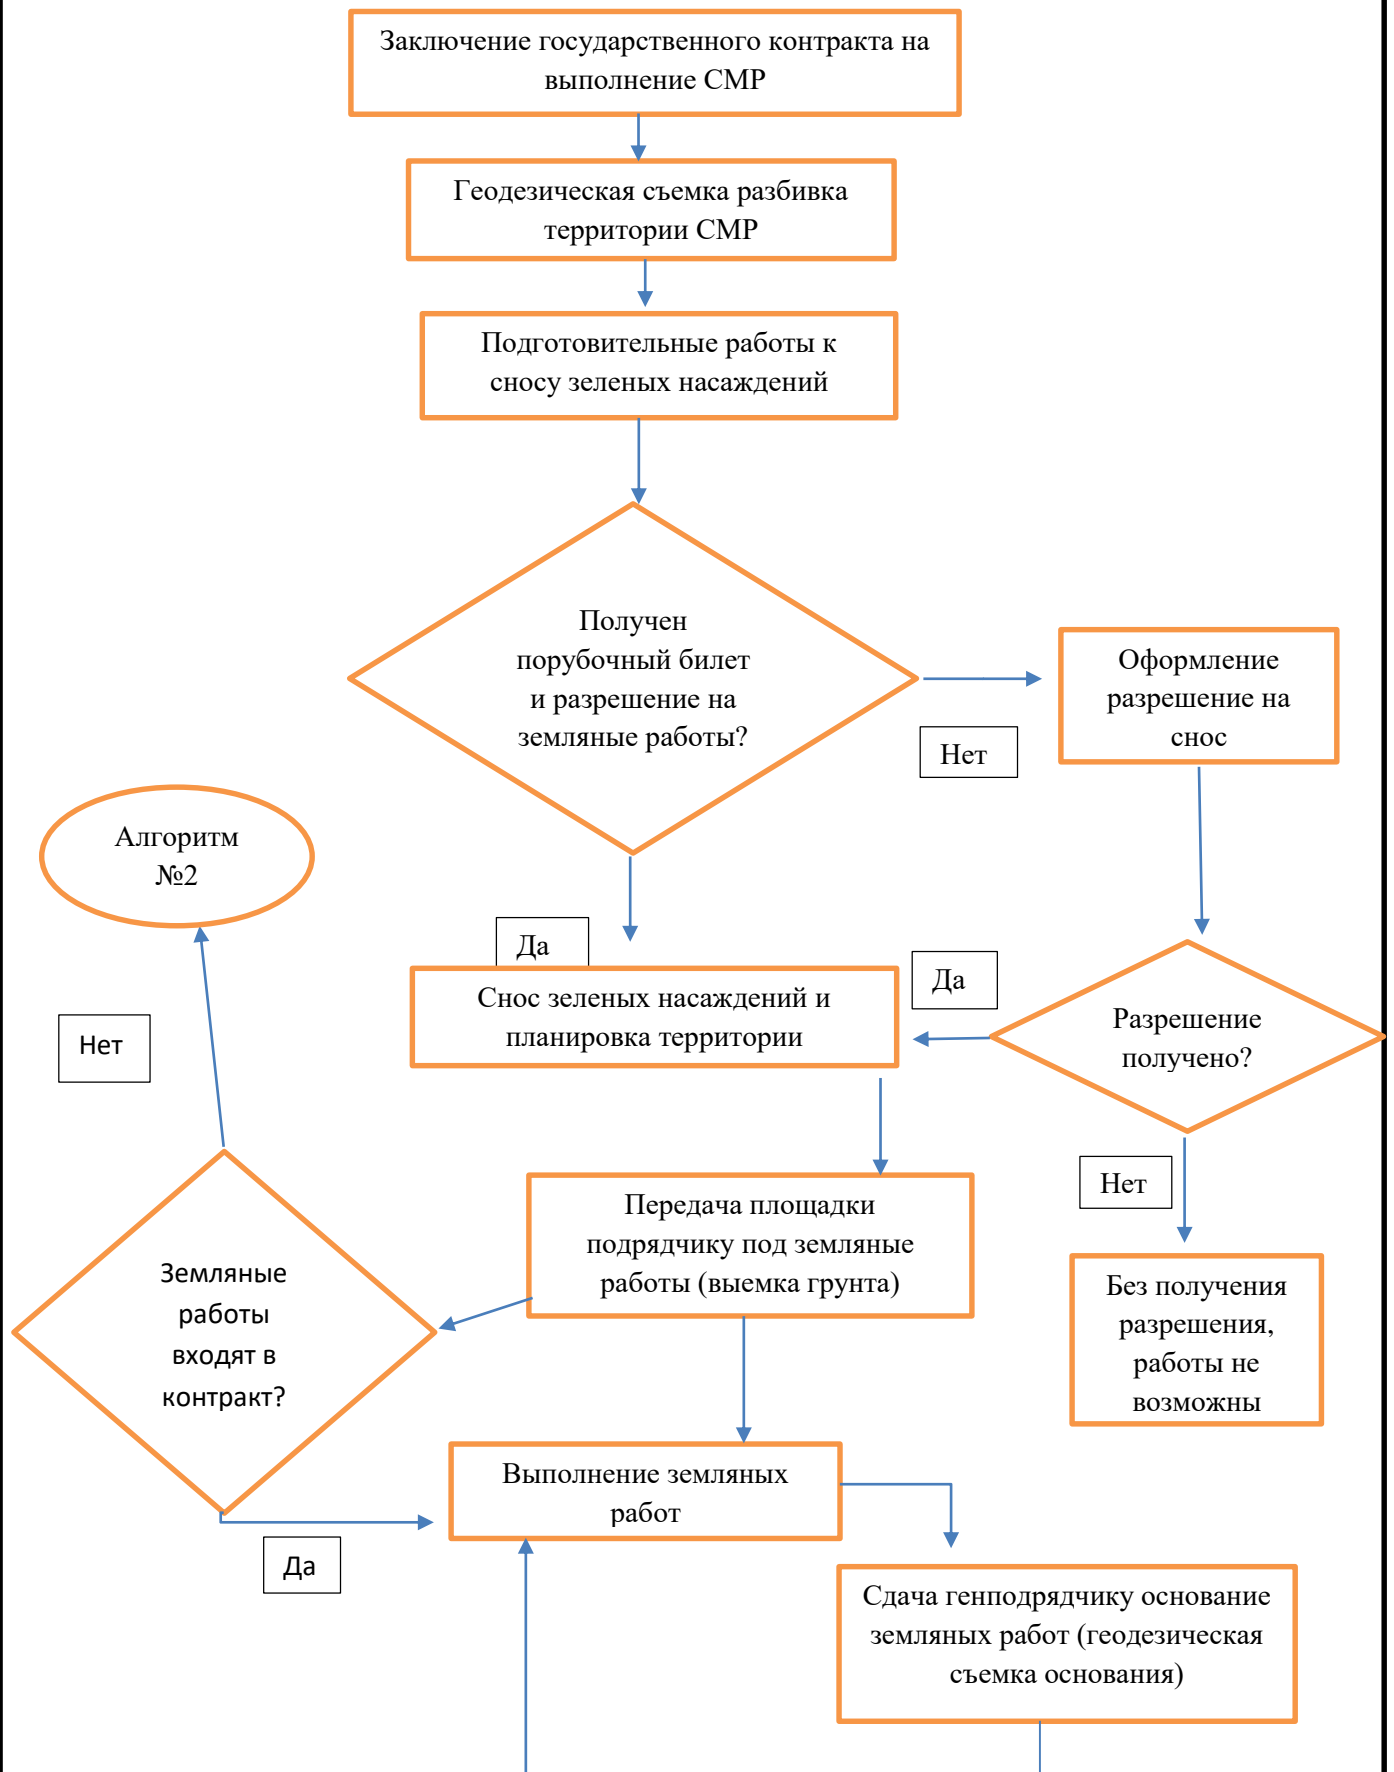 Заключение государственного контракта на
выполнение СМР
Геодезическая съемка разбивка
территории СМР
Подготовительные работы к
сносу зеленых насаждений
Получен
порубочный билет
и разрешение на
земляные работы?
Нет
Оформление
разрешение на
снос
Алгоритм
№2
Да
Снос зеленых насаждений и
планировка территории
Да
Разрешение
получено?
Нет
Нет
Передача площадки
подрядчику под земляные
работы (выемка грунта)
Земляные
работы
входят в
контракт?
Без получения
разрешения,
работы не
возможны
Выполнение земляных
работ
Да
Сдача генподрядчику основание
земляных работ (геодезическая
съемка основания)